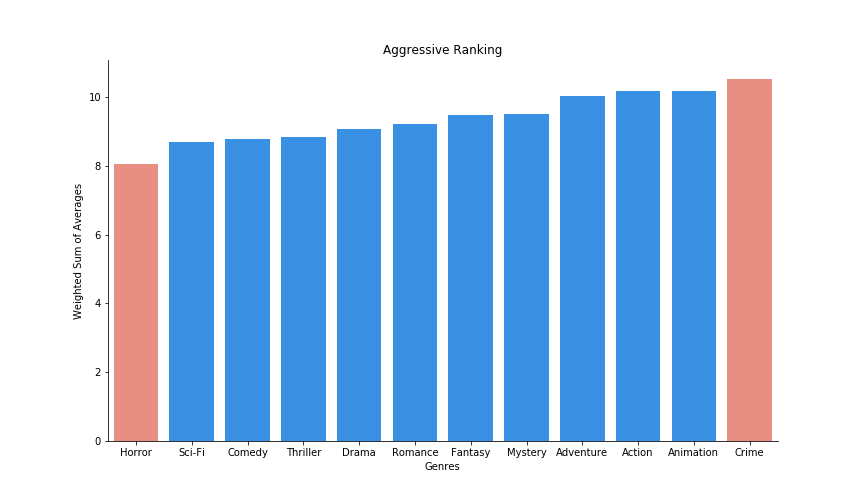 Aggressive Ranking
Weighted Sum of Averages
10
8
6
4
2
0
Horror Sci-Fi Comedy Thriller Drama Romance Fantasy Mystery Adventure Action Animation Crime
Genres